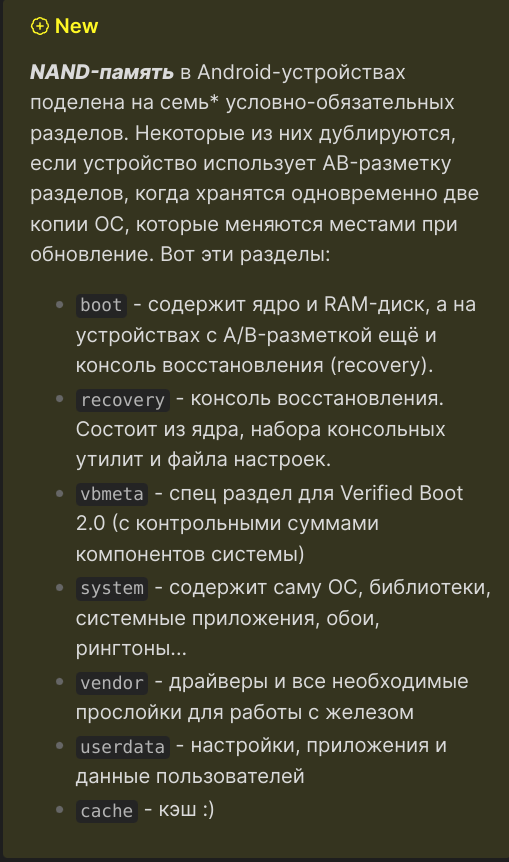 New
NAND-память в Android-устройствах
поделена на семь* условно-обязательных
разделов. Некоторые из них дублируются,
если устройство использует AB-разметку
разделов, когда хранятся одновременно две
копии ОС, которые меняются местами при
обновление. Вот эти разделы:
boot - содержит ядро и RAM-диск, а на
устройствах с A/B-разметкой ещё и
консоль восстановления (recovery).
recovery - консоль восстановления.
Состоит из ядра, набора консольных
утилит и файла настроек.
vbmeta - спец раздел для Verified Boot
2.0 (с контрольными суммами
компонентов системы)
system - содержит саму ОС, библиотеки,
системные приложения, обои,
рингтоны...
vendor - драйверы и все необходимые
прослойки для работы с железом
userdata - настройки, приложения и
данные пользователей
cache - кэш :)